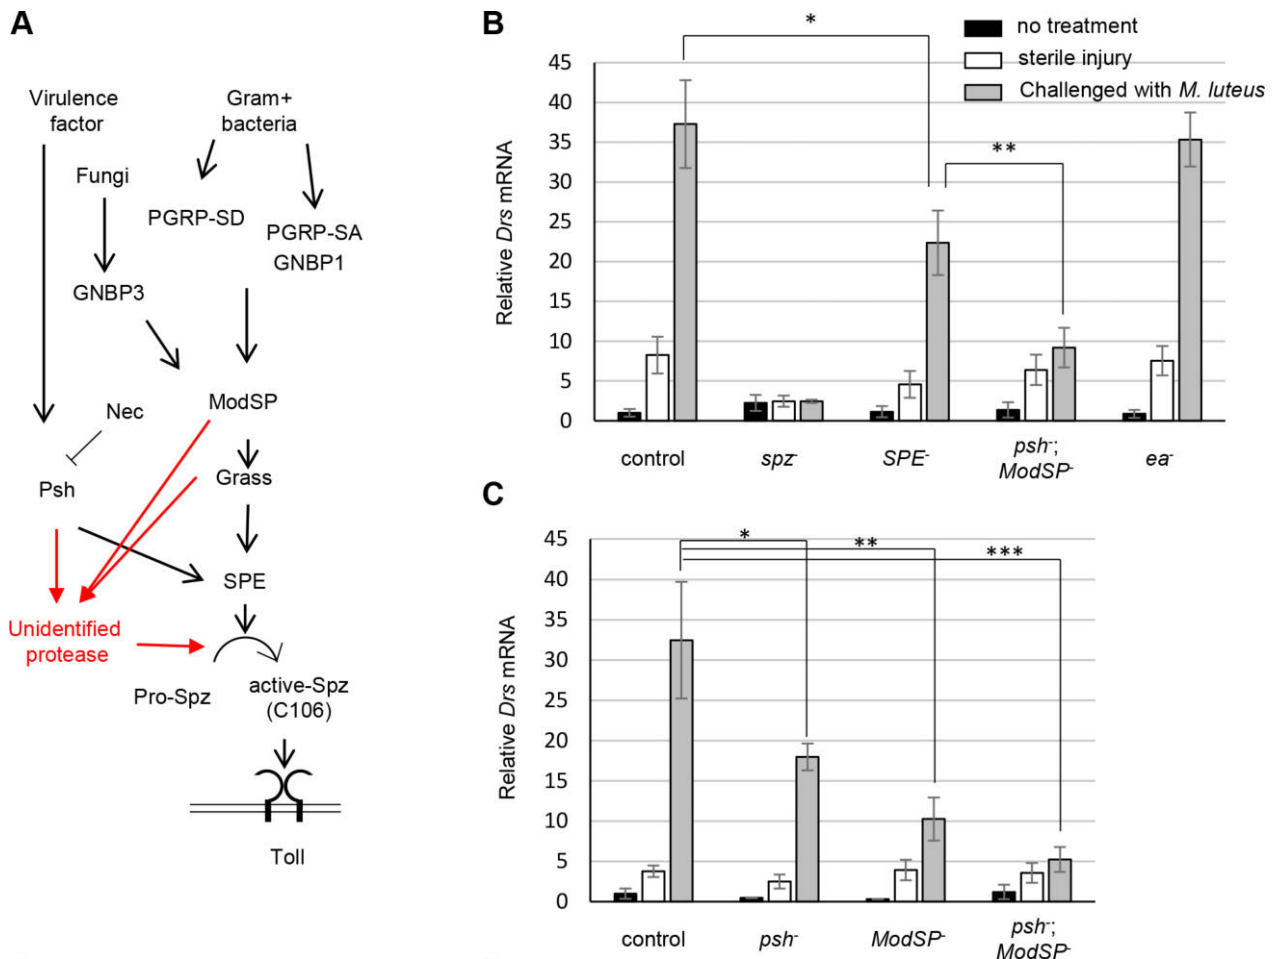 A
Virulence
factor
Gram+
bacteria
Fungi
PGRP-SD
PGRP-SA
GNBP1
GNBP3
Nec
ModSP
Psh
Grass
SPE
Unidentified
protease
Pro-Spz
active-Spz
(C106)
Toll
B
no treatment
sterile injury
Challenged with M. luteus
*
**
Relative Drs mRNA
45
40
35
30
25
20
15
10
5
0
control
spz-
SPE-
psh-;
ModSP-
ea-
C
*
**
***
Relative Drs mRNA
45
40
35
30
25
20
15
10
5
0
control
psh-
ModSP-
psh-;
ModSP-